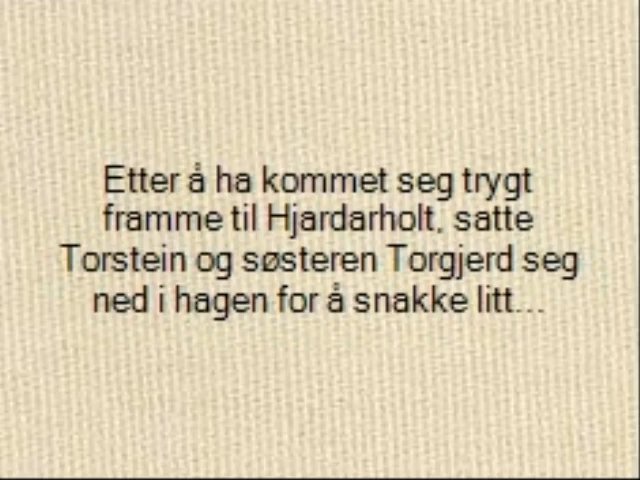 Etter å ha kommet seg trygt
framme til Hjardarholt, satte
Torstein og søsteren Torgjerd seg
ned i hagen for å snakke litt...